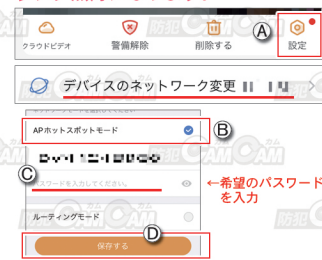 クラウドビデオ 警備解除 削除する Ⓐ 設定
デバイスのネットワーク変更
APホットスポットモード Ⓑ
Ⓒ
パスワードを入力してください。
←希望のパスワード
を入力
ルーティングモード
Ⓓ
保存する